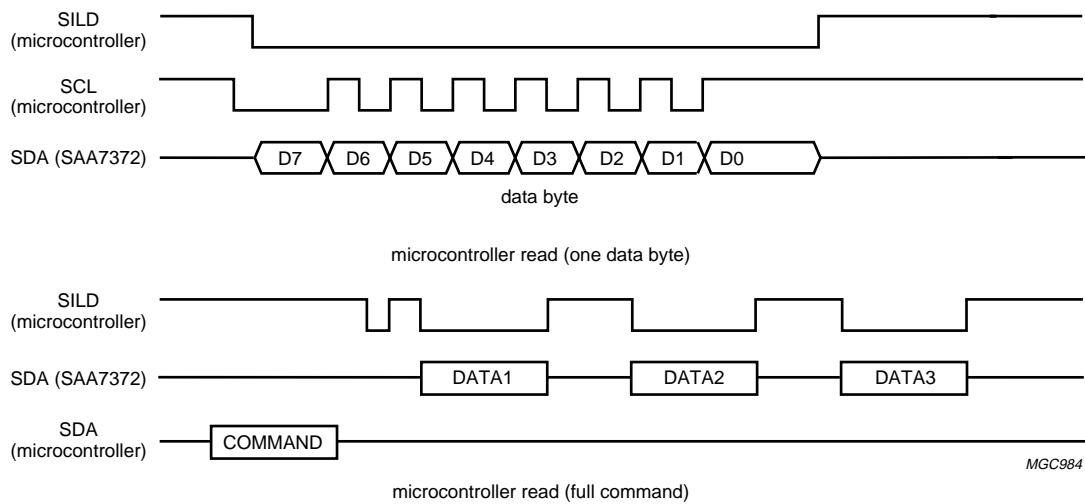 SILD
(microcontroller)
SCL
(microcontroller)
SDA (SAA7372)
D7 D6 D5 D4 D3 D2 D1 D0
data byte
microcontroller read (one data byte)
SILD
(microcontroller)
SDA (SAA7372)
DATA1 DATA2 DATA3
SDA
(microcontroller)
COMMAND
MGC984
microcontroller read (full command)